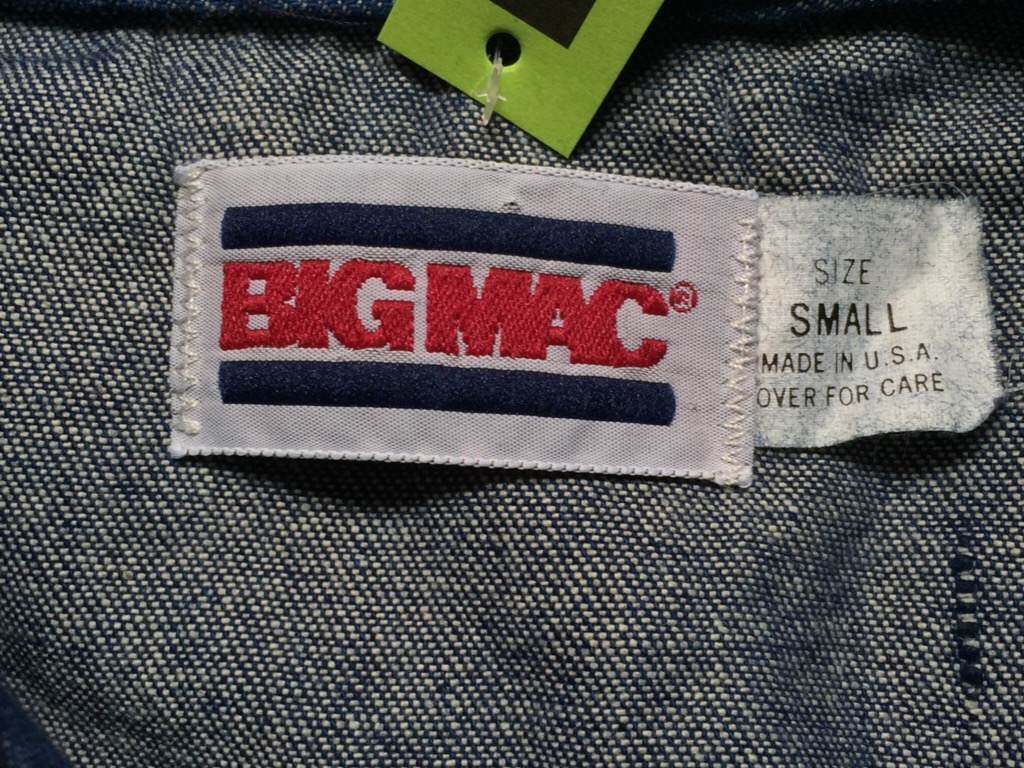 BIG MAC®
SIZE
SMALL
MADE IN U.S.A.
OVER FOR CARE